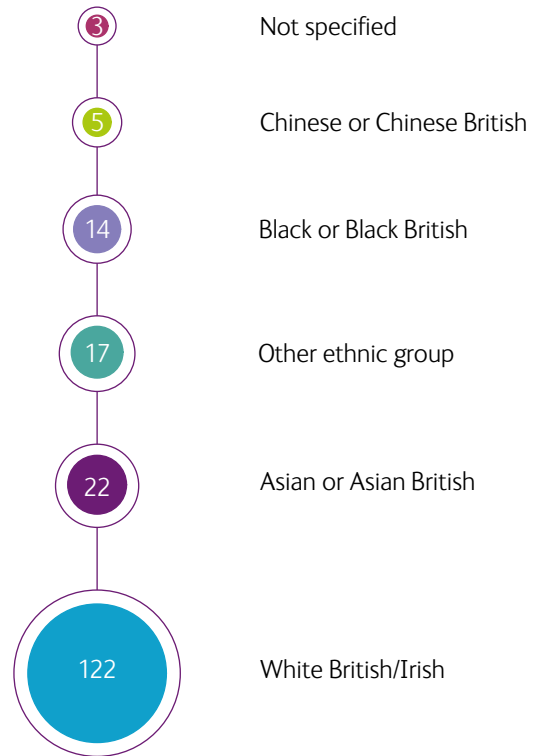 3 Not specified
5 Chinese or Chinese British
14 Black or Black British
17 Other ethnic group
22 Asian or Asian British
122 White British/Irish